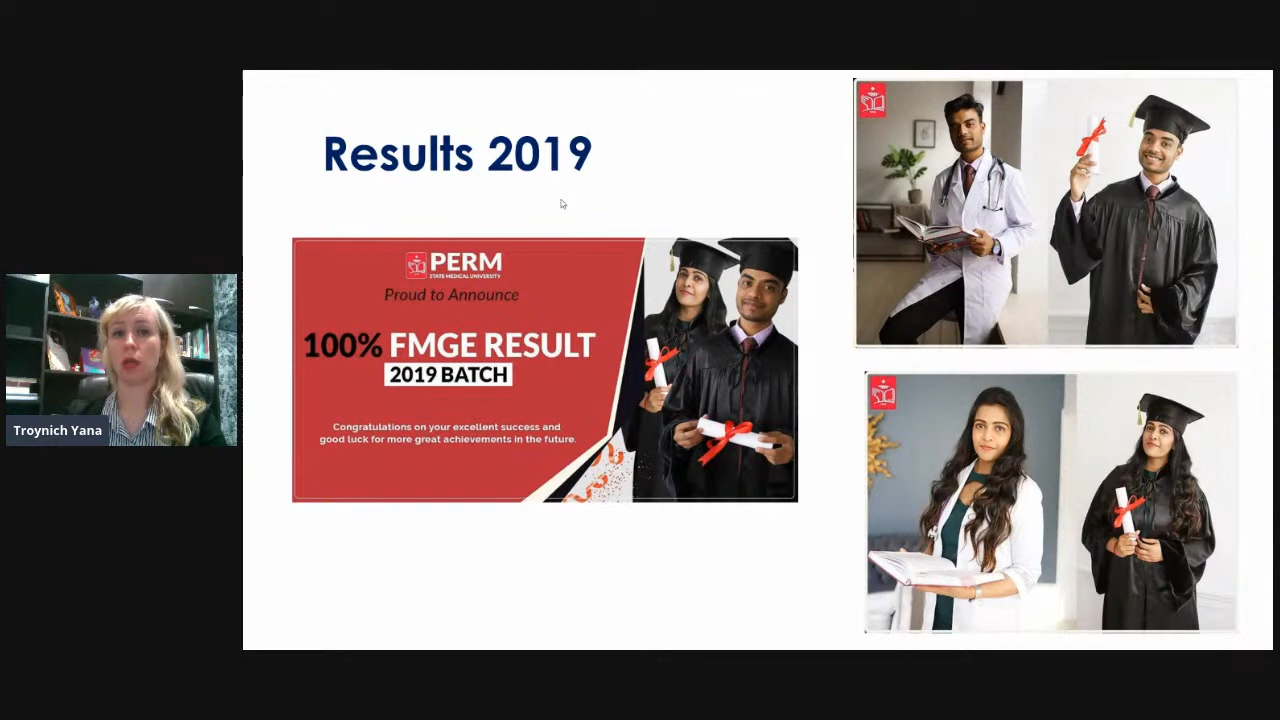 Results 2019
PERM
STATE MEDICAL UNIVERSITY
Proud to Announce
100% FMGE RESULT
2019 BATCH
Congratulations on your excellent success and
good luck for more great achievements in the future.
Troynich Yana